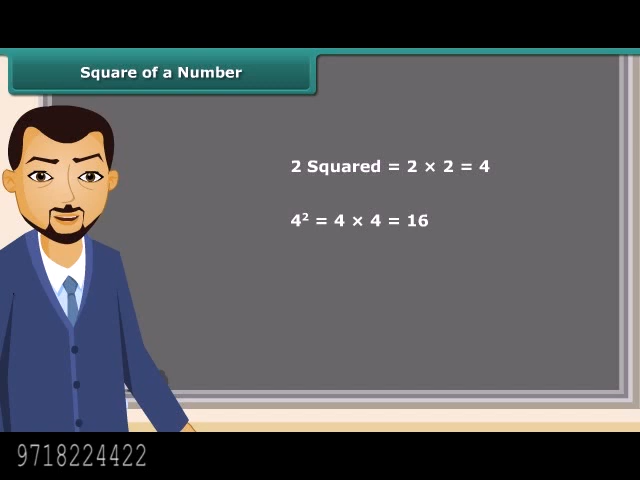 Square of a Number
2 Squared = 2 × 2 = 4
4² = 4 × 4 = 16
9718224422